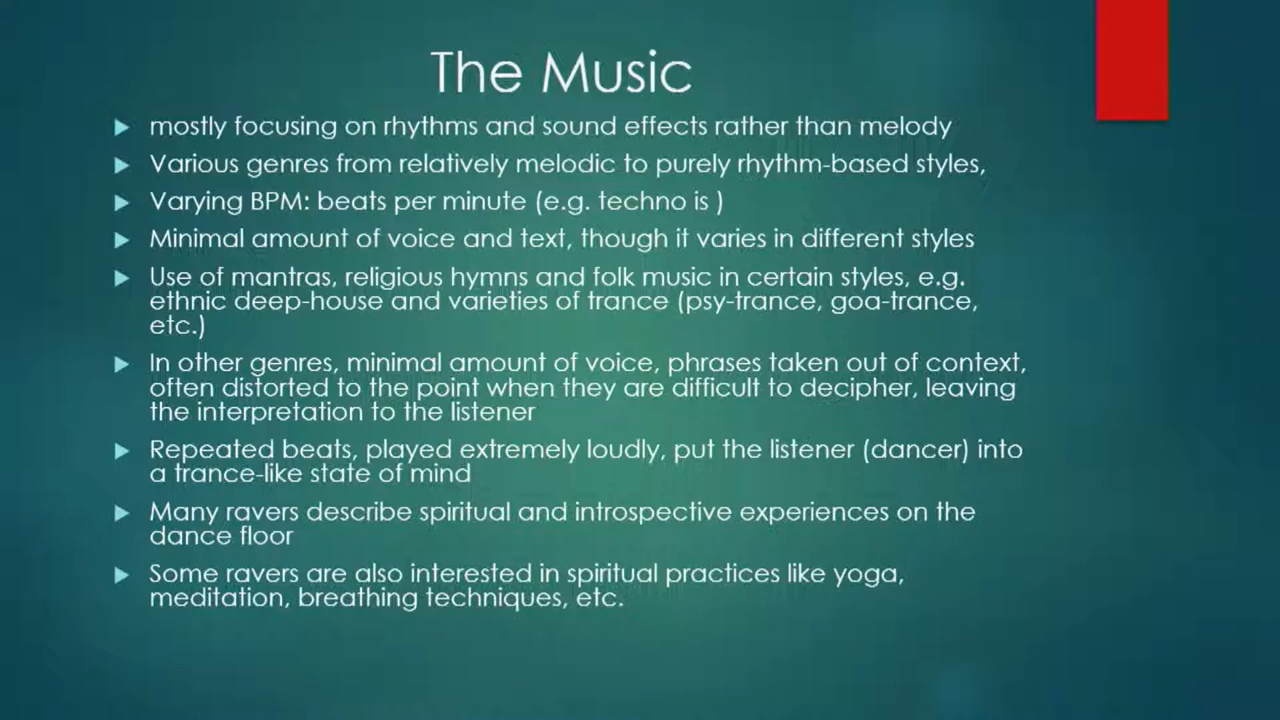 The Music
mostly focusing on rhythms and sound effects rather than melody
Various genres from relatively melodic to purely rhythm-based styles,
Varying BPM: beats per minute (e.g. techno is )
Minimal amount of voice and text, though it varies in different styles
Use of mantras, religious hymns and folk music in certain styles, e.g.
ethnic deep-house and varieties of trance (psy-trance, goa-trance,
etc.)
In other genres, minimal amount of voice, phrases taken out of context,
often distorted to the point when they are difficult to decipher, leaving
the interpretation to the listener
Repeated beats, played extremely loudly, put the listener (dancer) into
a trance-like state of mind
Many ravers describe spiritual and introspective experiences on the
dance floor
Some ravers are also interested in spiritual practices like yoga,
meditation, breathing techniques, etc.